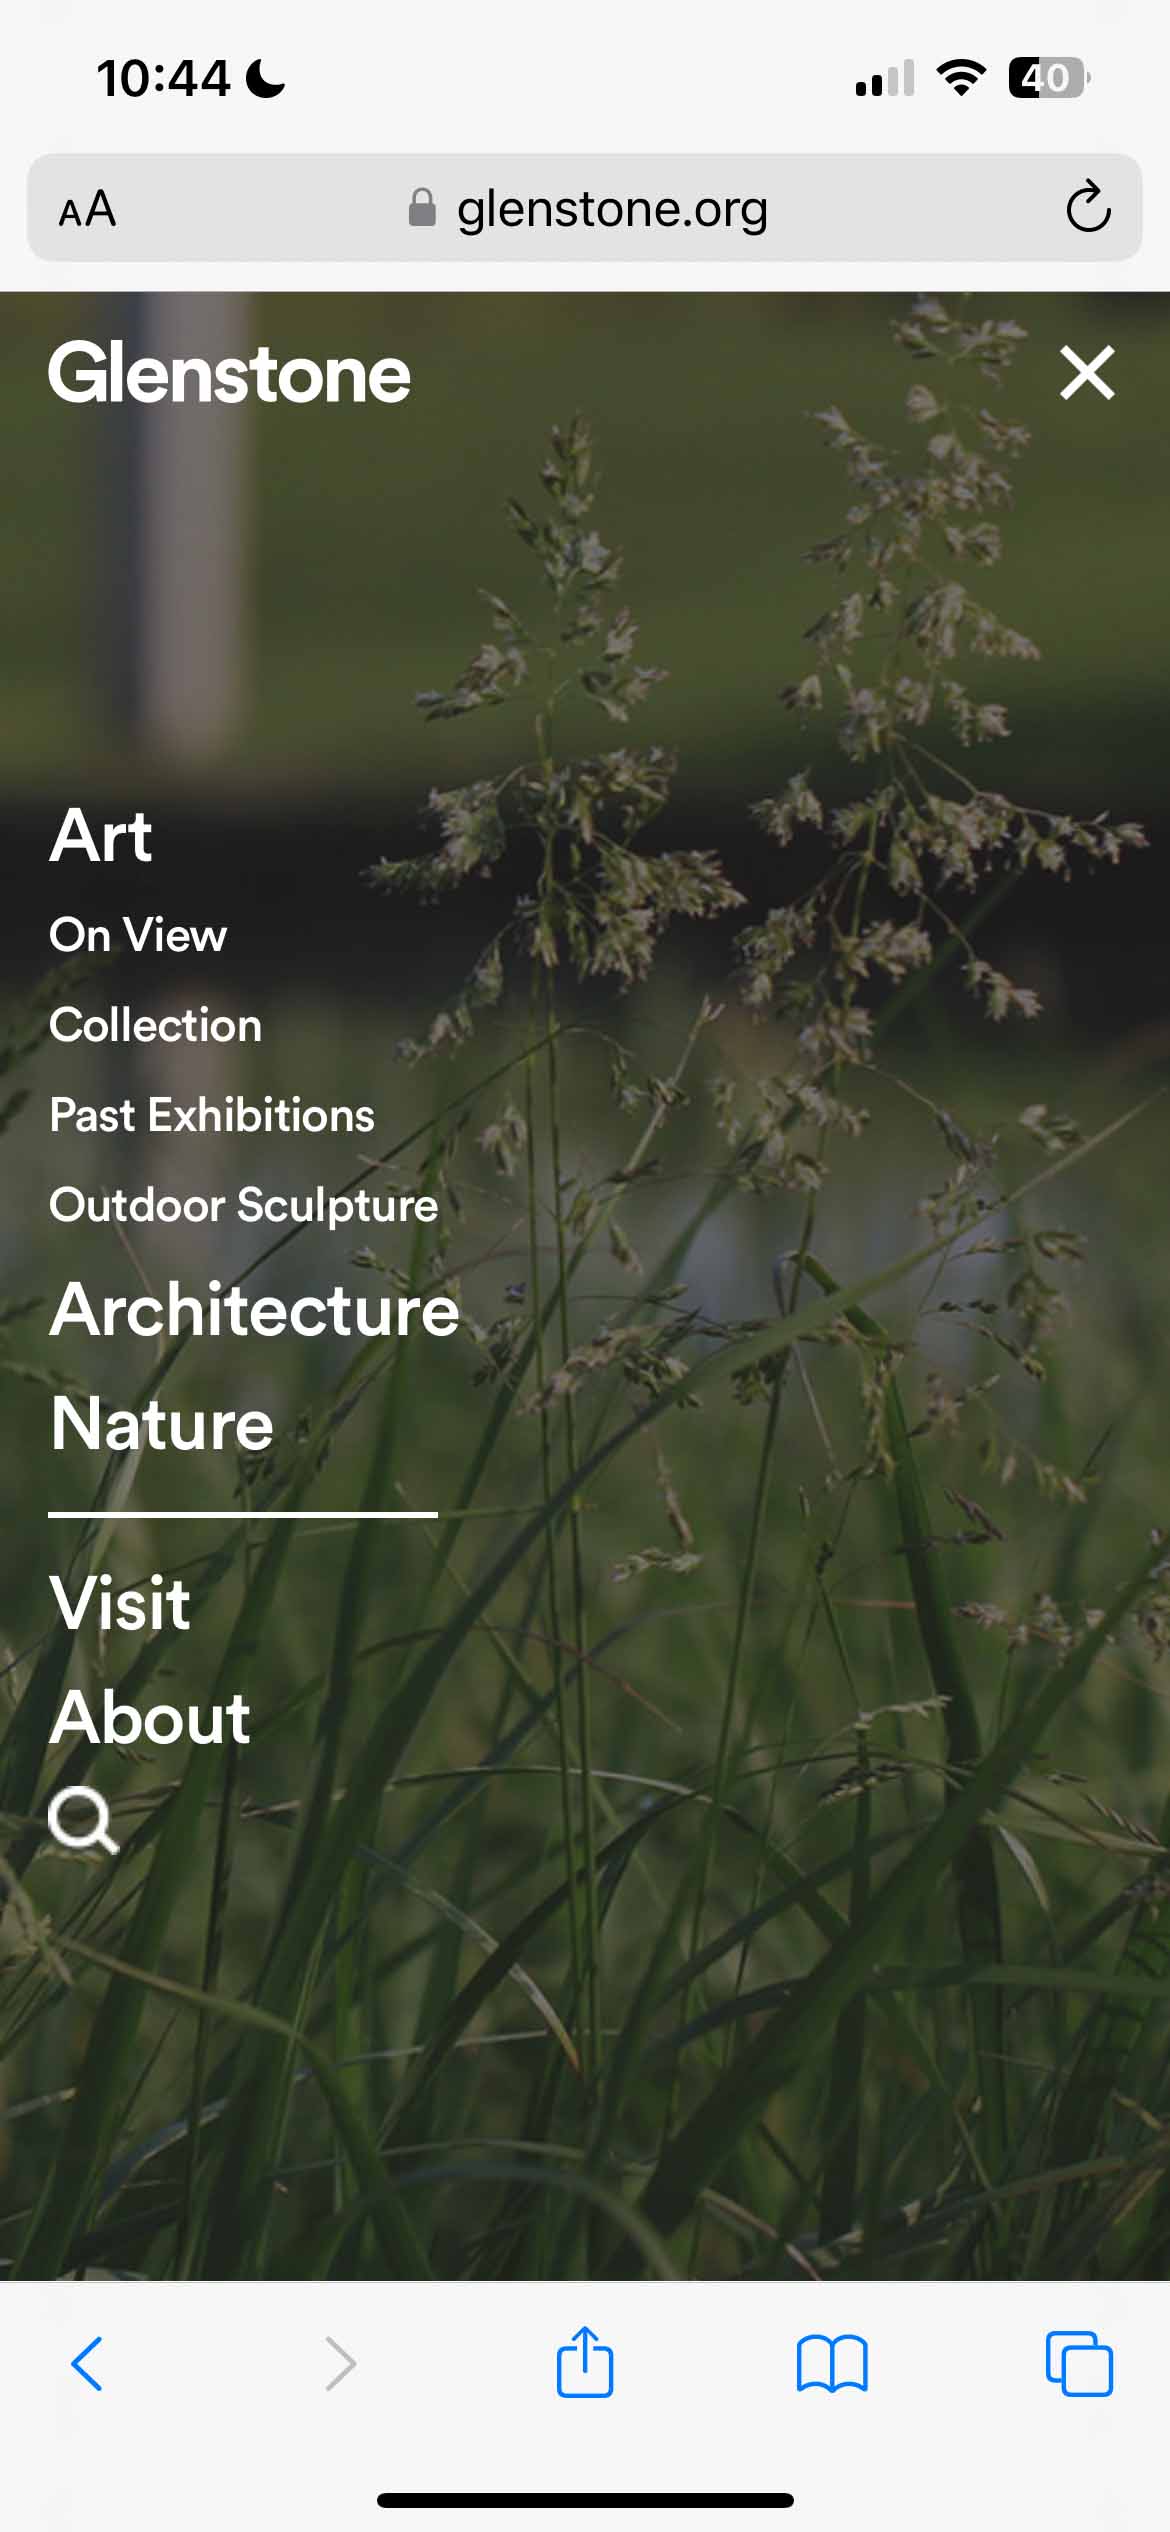 10:44
40
AA
glenstone.org
Glenstone
Art
On View
Collection
Past Exhibitions
Outdoor Sculpture
Architecture
Nature
Visit
About